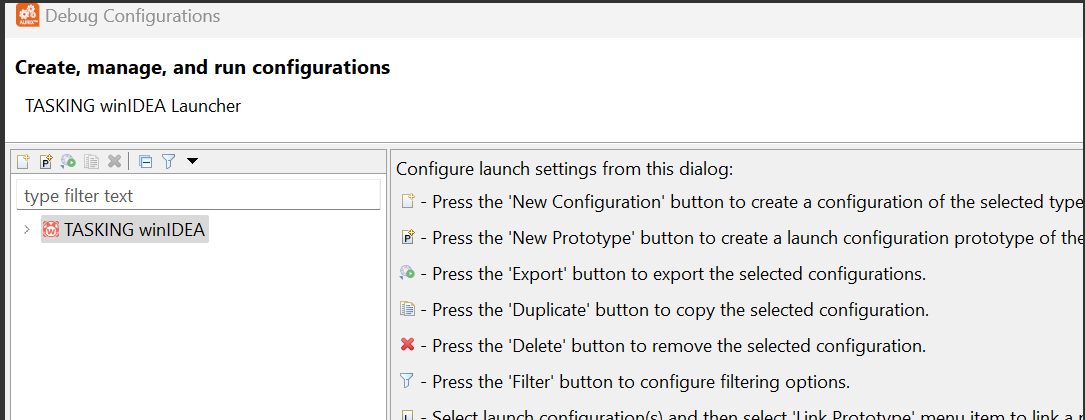 Debug Configurations
Create, manage, and run configurations
TASKING winIDEA Launcher
type filter text
TASKING winIDEA
Configure launch settings from this dialog:
- Press the 'New Configuration' button to create a configuration of the selected type
- Press the 'New Prototype' button to create a launch configuration prototype of the
- Press the 'Export' button to export the selected configurations.
- Press the 'Duplicate' button to copy the selected configuration.
- Press the 'Delete' button to remove the selected configuration.
- Press the 'Filter' button to configure filtering options.
- Select launch configuration(s) and then select 'Link Prototype' menu item to link a